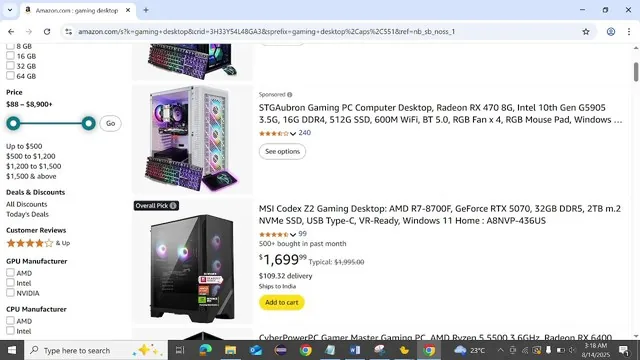 Amazon.com : gaming desktop
amazon.com/s?k=gaming+desktop&crid=3H33Y54L48GA3&sprefix=gaming+desktop%2Caps%2C551&ref=nb_sb_noss_1
8 GB
16 GB
32 GB
64 GB
Price
$88 – $8,900+
Go
Up to $500
$500 to $1,200
$1,200 to $1,500
$1,500 & above
Deals & Discounts
All Discounts
Today's Deals
Customer Reviews
& Up
GPU Manufacturer
AMD
Intel
NVIDIA
CPU Manufacturer
AMD
Intel
Sponsored
STGAubron Gaming PC Computer Desktop, Radeon RX 470 8G, Intel 10th Gen G5905
3.5G, 16G DDR4, 512G SSD, 600M WiFi, BT 5.0, RGB Fan x 4, RGB Mouse Pad, Windows ...
240
See options
Overall Pick
MSI Codex Z2 Gaming Desktop: AMD R7-8700F, GeForce RTX 5070, 32GB DDR5, 2TB m.2
NVMe SSD, USB Type-C, VR-Ready, Windows 11 Home : A8NVP-436US
99
500+ bought in past month
$1,699.99 Typical: $1,995.00
$109.32 delivery
Ships to India
Add to cart
CyberPowerPC Gamer Master Gaming PC, AMD Ryzen 5 5500 3.6GHz, Radeon RX 6400
Type here to search
23°C
3:18 AM
8/14/2025